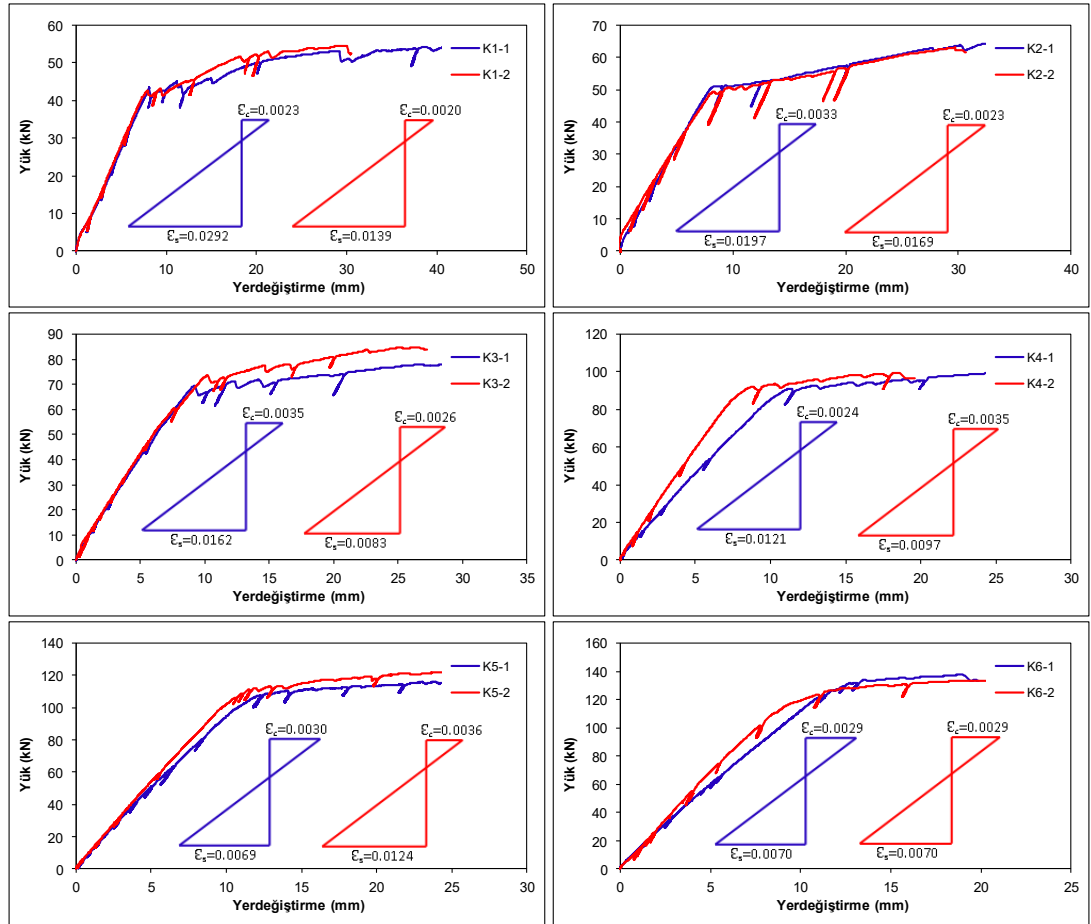 60
50
40
30
20
10
0
0 10 20 30 40 50
Yük (kN)
Yerdeğiştirme (mm)
K1-1
K1-2
εc=0.0023
εs=0.0292
εc=0.0020
εs=0.0139
70
60
50
40
30
20
10
0
0 10 20 30 40
Yük (kN)
Yerdeğiştirme (mm)
K2-1
K2-2
εc=0.0033
εs=0.0197
εc=0.0023
εs=0.0169
90
80
70
60
50
40
30
20
10
0
0 5 10 15 20 25 30 35
Yük (kN)
Yerdeğiştirme (mm)
K3-1
K3-2
εc=0.0035
εs=0.0162
εc=0.0026
εs=0.0083
120
100
80
60
40
20
0
0 5 10 15 20 25 30
Yük (kN)
Yerdeğiştirme (mm)
K4-1
K4-2
εc=0.0024
εs=0.0121
εc=0.0035
εs=0.0097
140
120
100
80
60
40
20
0
0 5 10 15 20 25 30
Yük (kN)
Yerdeğiştirme (mm)
K5-1
K5-2
εc=0.0030
εs=0.0069
εc=0.0036
εs=0.0124
160
140
120
100
80
60
40
20
0
0 5 10 15 20 25
Yük (kN)
Yerdeğiştirme (mm)
K6-1
K6-2
εc=0.0029
εs=0.0070
εc=0.0029
εs=0.0070